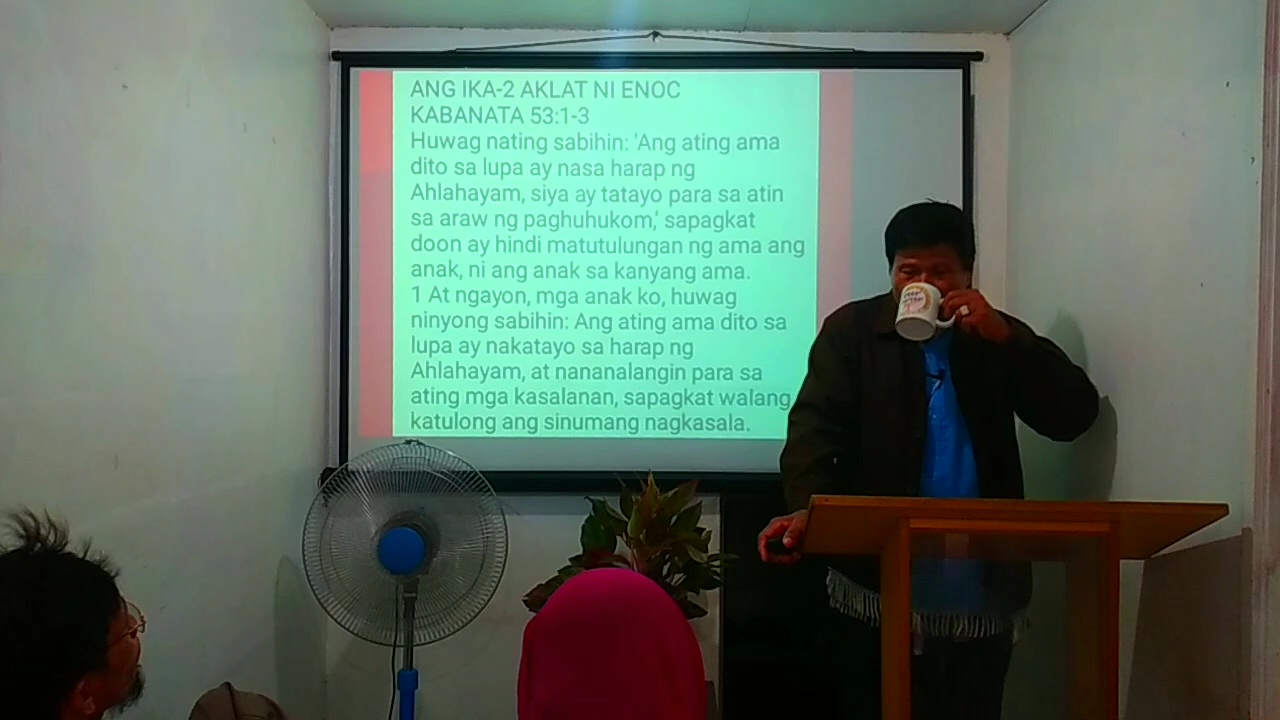 ANG IKA-2 AKLAT NI ENOC
KABANATA 53:1-3
Huwag nating sabihin: 'Ang ating ama
dito sa lupa ay nasa harap ng
Ahlahayam, siya ay tatayo para sa atin
sa araw ng paghuhukom,' sapagkat
doon ay hindi matutulungan ng ama ang
anak, ni ang anak sa kanyang ama.
1 At ngayon, mga anak ko, huwag
ninyong sabihin: Ang ating ama dito sa
lupa ay nakatayo sa harap ng
Ahlahayam, at nananalangin para sa
ating mga kasalanan, sapagkat walang
katulong ang sinumang nagkasala.